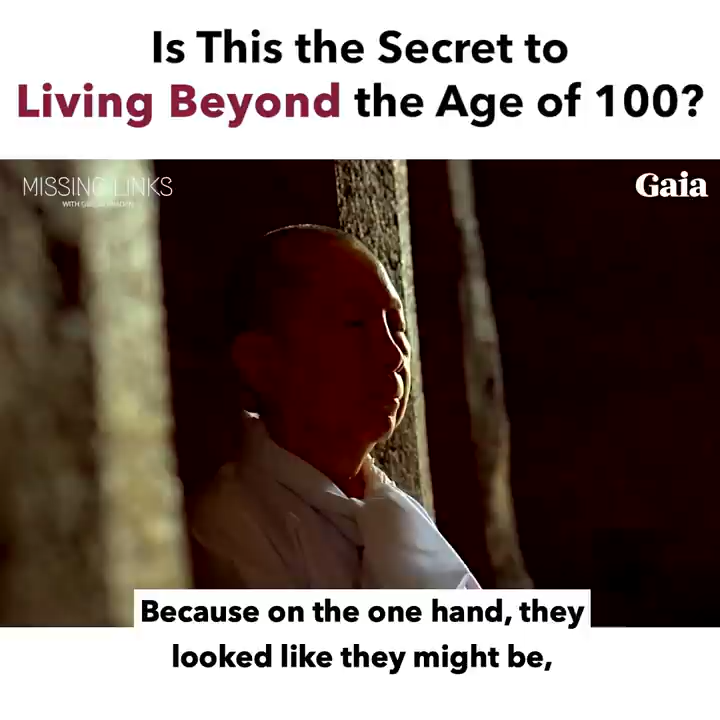 Is This the Secret to
Living Beyond the Age of 100?
MISSING LINKS
Gaia
WITH
Because on the one hand, they
looked like they might be,